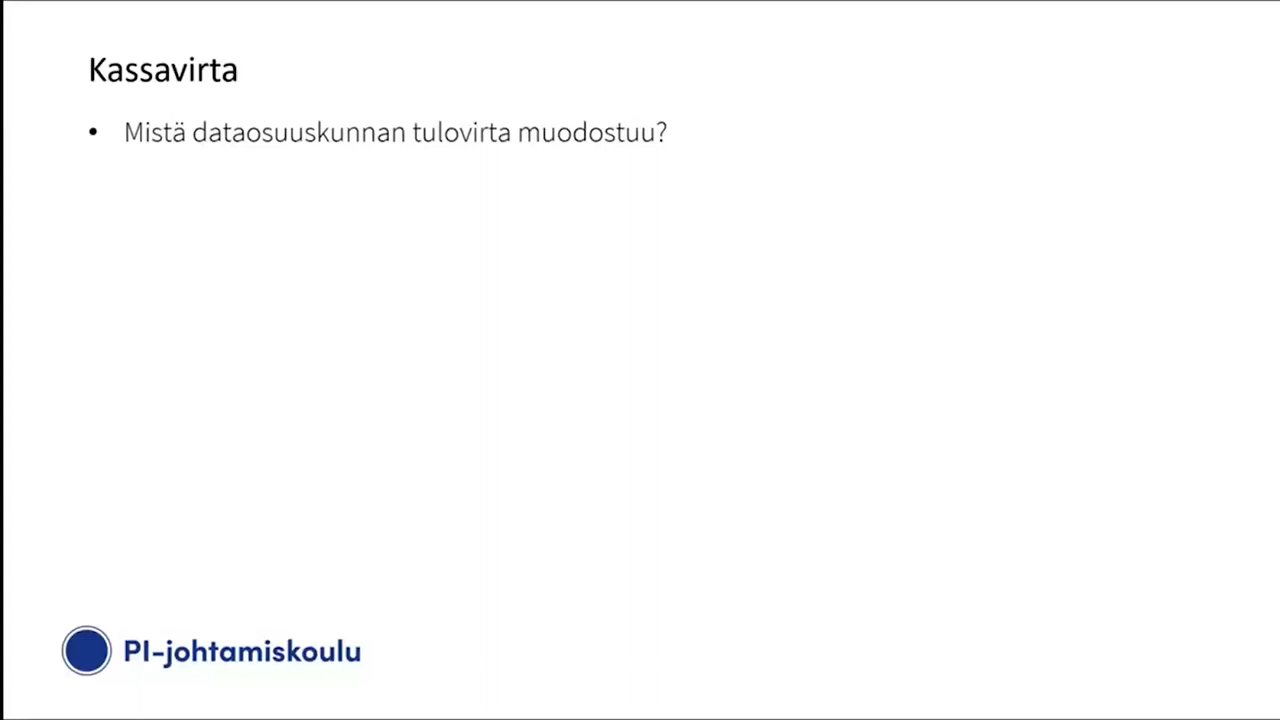 Kassavirta
• Mistä dataosuuskunnan tulovirta muodostuu?
PI-johtamiskoulu